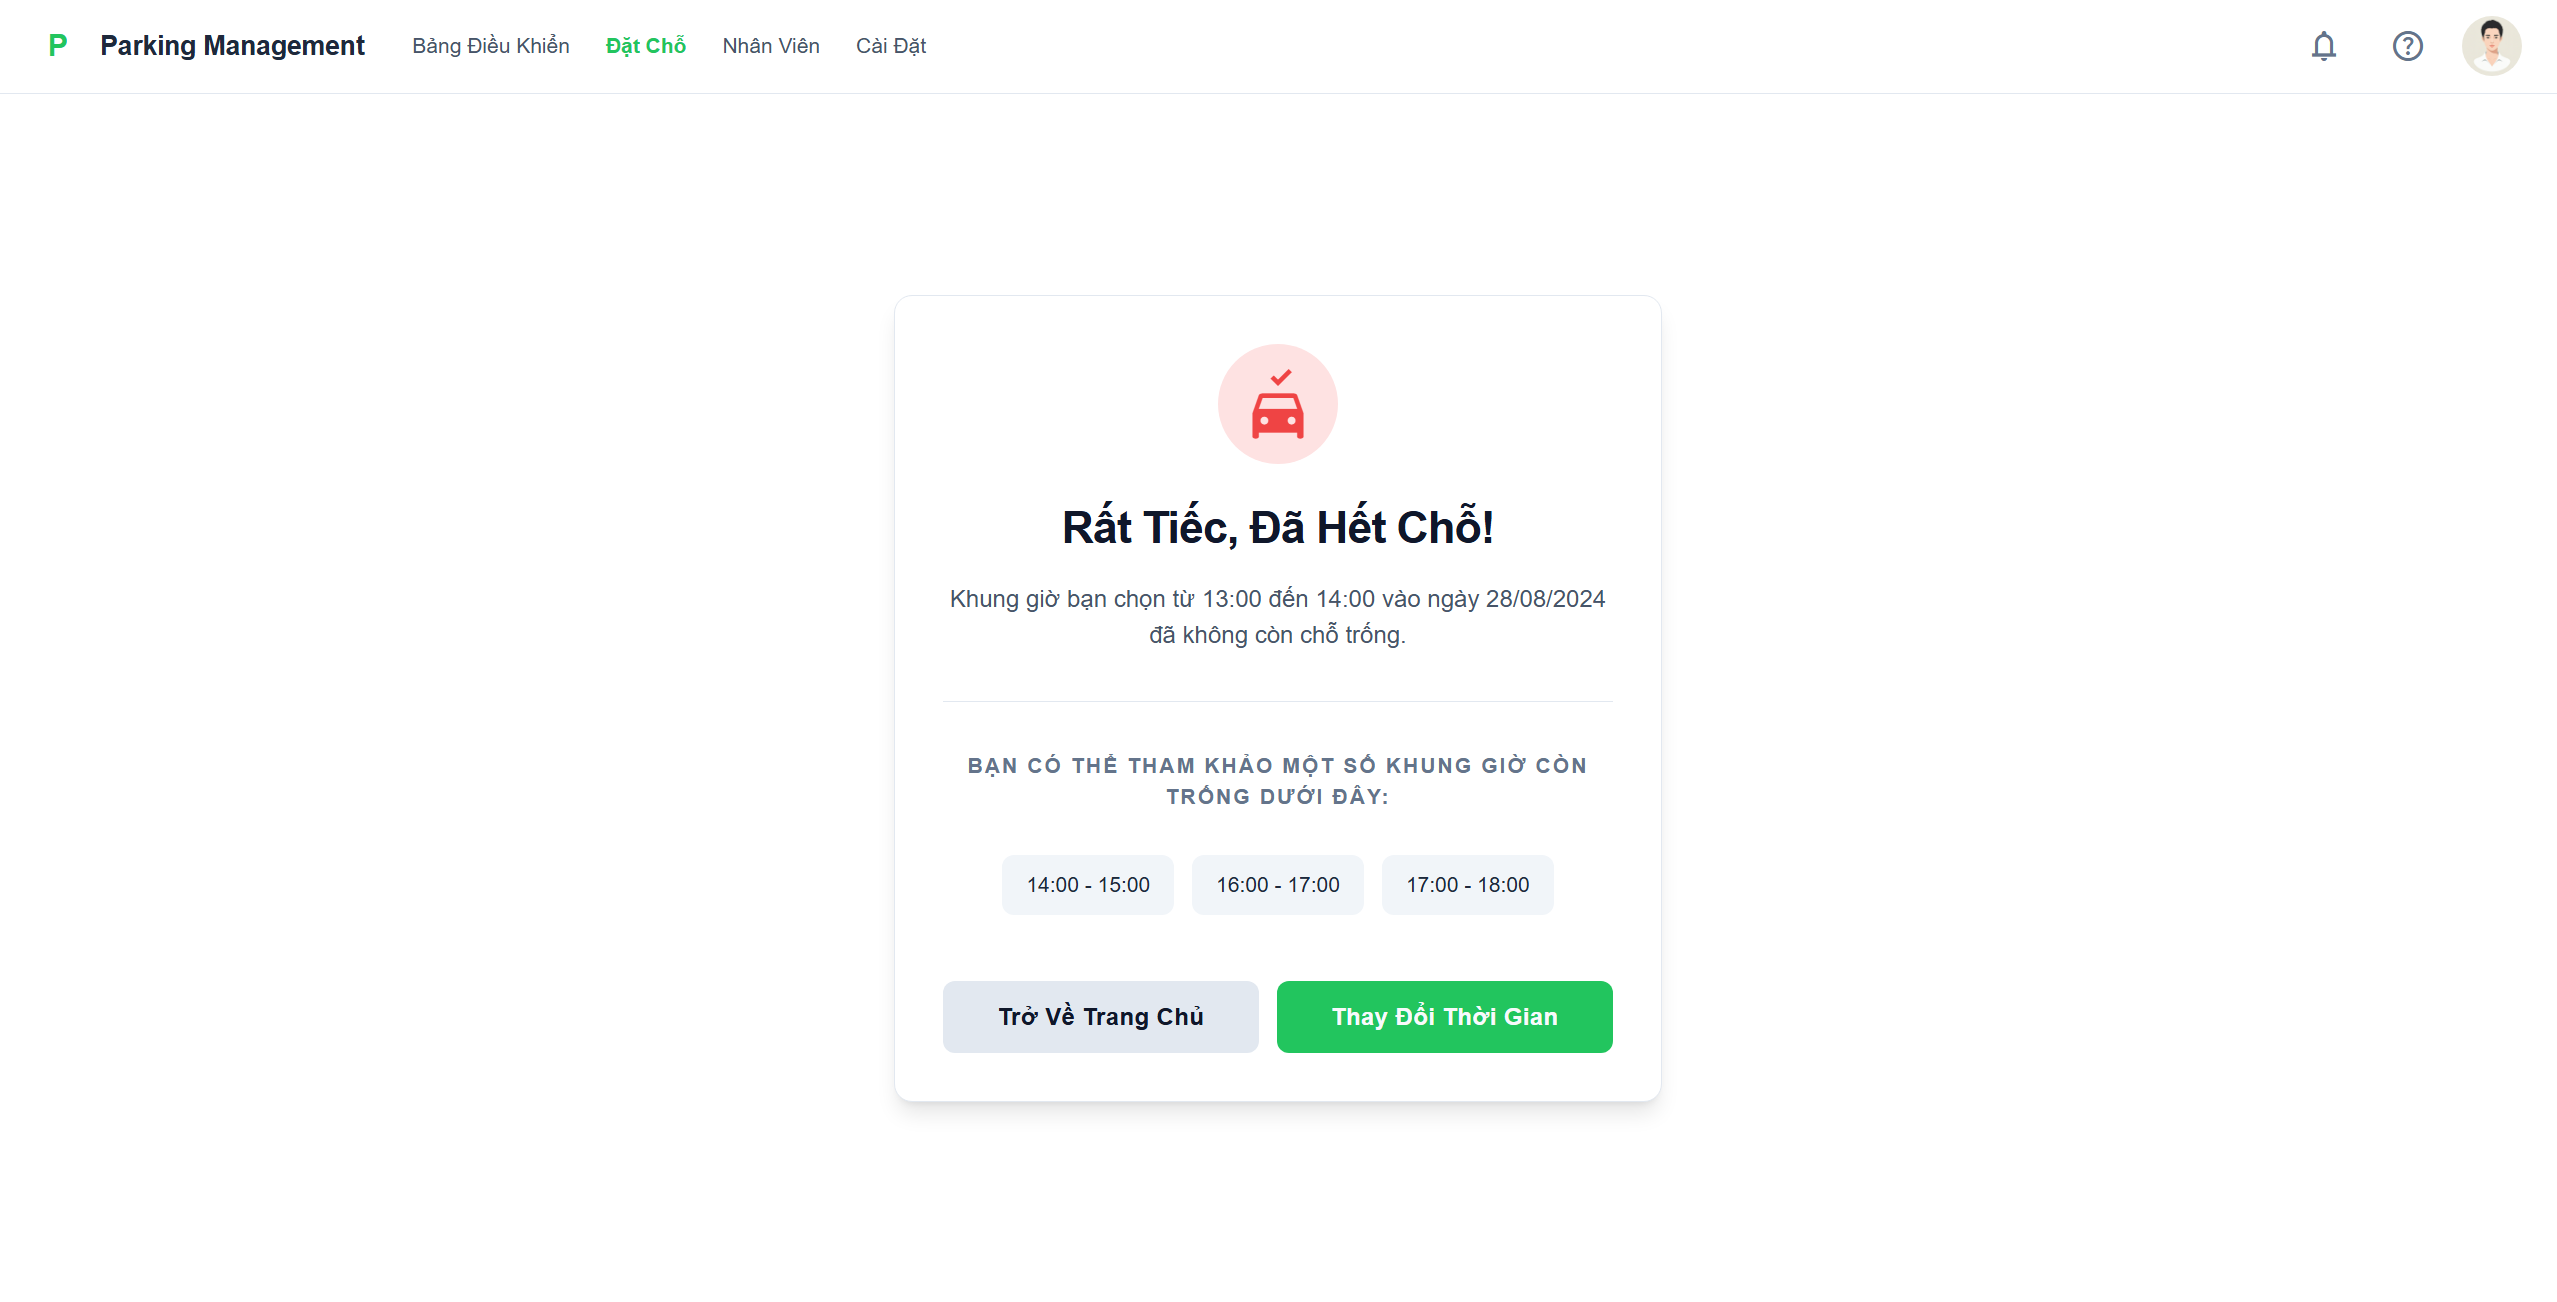 P Parking Management Bảng Điều Khiển Đặt Chỗ Nhân Viên Cài Đặt
Rất Tiếc, Đã Hết Chỗ!
Khung giờ bạn chọn từ 13:00 đến 14:00 vào ngày 28/08/2024
đã không còn chỗ trống.
BẠN CÓ THỂ THAM KHẢO MỘT SỐ KHUNG GIỜ CÒN
TRỐNG DƯỚI ĐÂY:
14:00 - 15:00 16:00 - 17:00 17:00 - 18:00
Trở Về Trang Chủ Thay Đổi Thời Gian